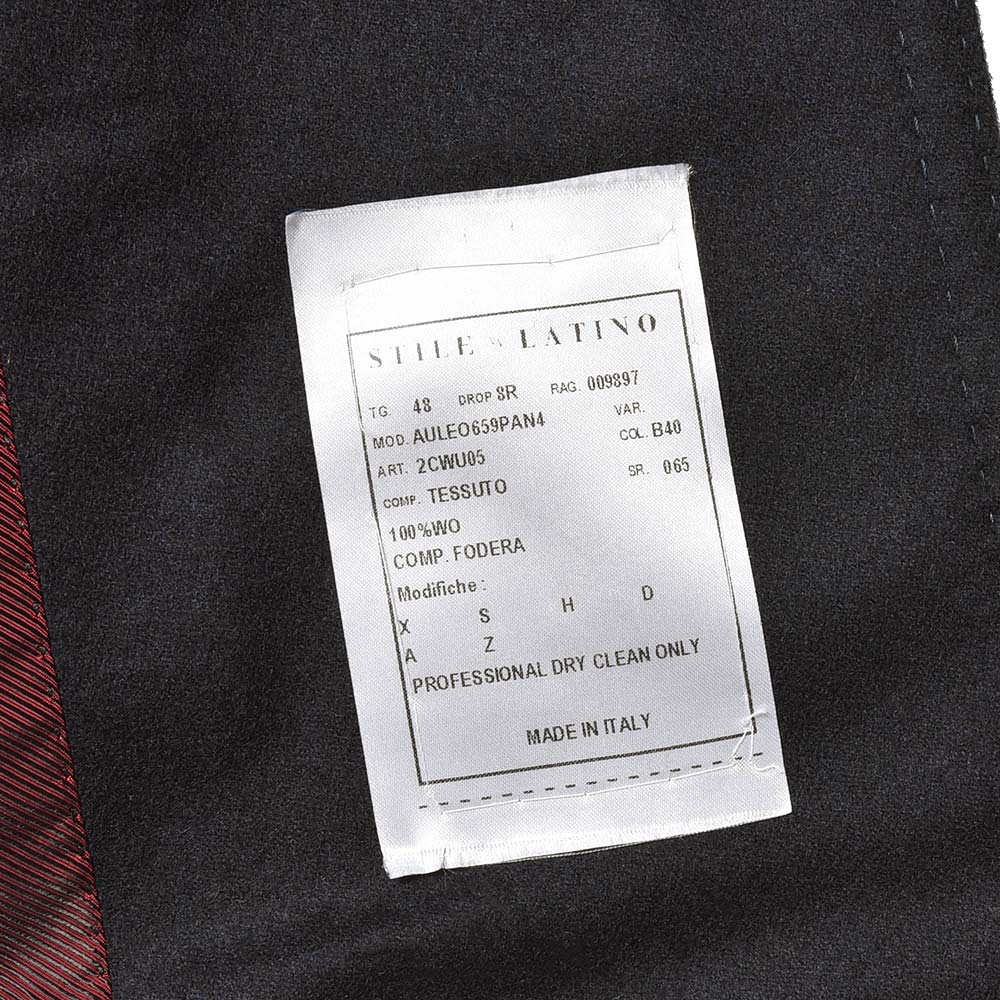 STILE LATINO
TG. 48 DROP 8R RAG. 009897
MOD. AULEO659PAN4 VAR.
ART. 2CWU05 COL. B40
COMP. TESSUTO SR. 065
100%WO
COMP. FODERA
Modifiche :
X S H D
A Z
PROFESSIONAL DRY CLEAN ONLY
MADE IN ITALY